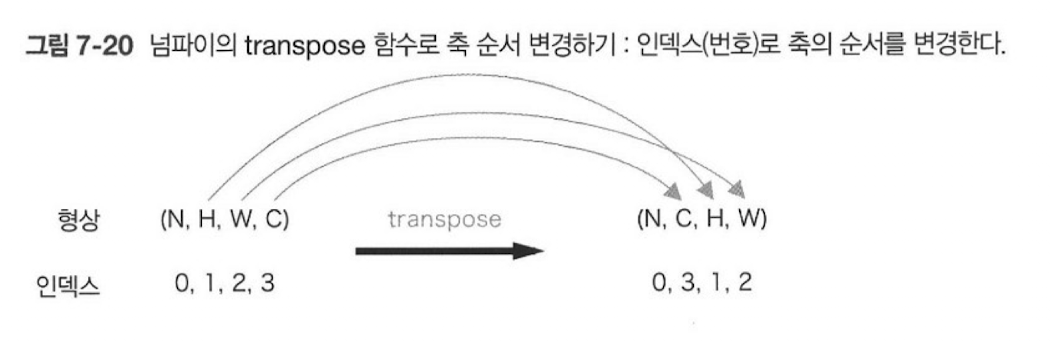 그림 7-20 넘파이의 transpose 함수로 축 순서 변경하기 : 인덱스(번호)로 축의 순서를 변경한다.
형상 (N, H, W, C) transpose (N, C, H, W)
인덱스 0, 1, 2, 3 0, 3, 1, 2